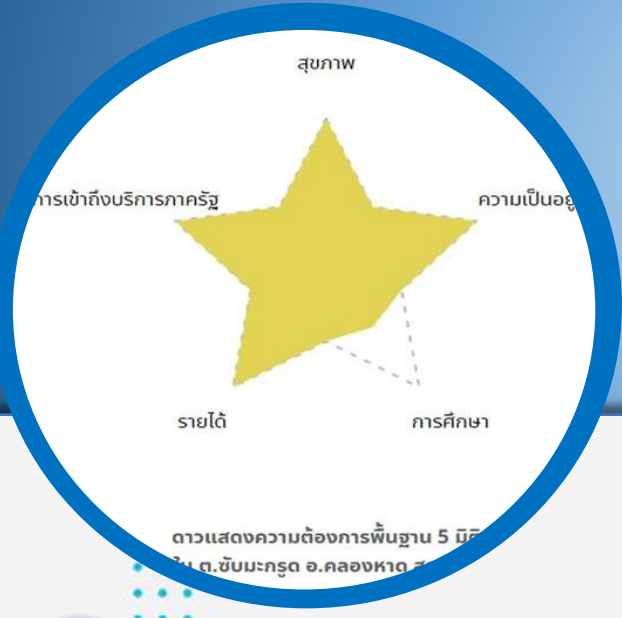 สุขภาพ
การเข้าถึงบริการภาครัฐ ความเป็นอยู่
รายได้ การศึกษา
ดาวแสดงความต้องการพื้นฐาน 5 มิติ
ใน ต.ซับมะกรูด อ.คลองหาด